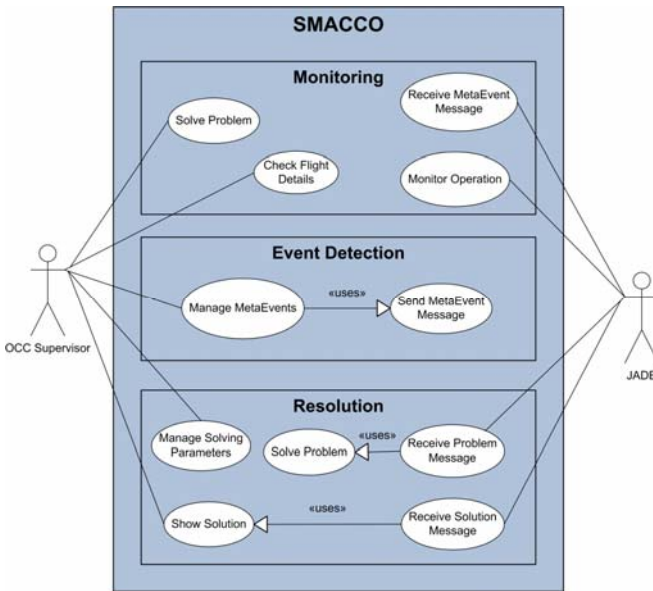 SMACCO
Monitoring
Receive MetaEvent
Message
Solve Problem
Check Flight
Details
Monitor Operation
Event Detection
«uses»
Manage MetaEvents
Send MetaEvent
Message
OCC Supervisor
JADE
Resolution
Manage Solving
Parameters
Solve Problem
«uses»
Receive Problem
Message
Show Solution
«uses»
Receive Solution
Message